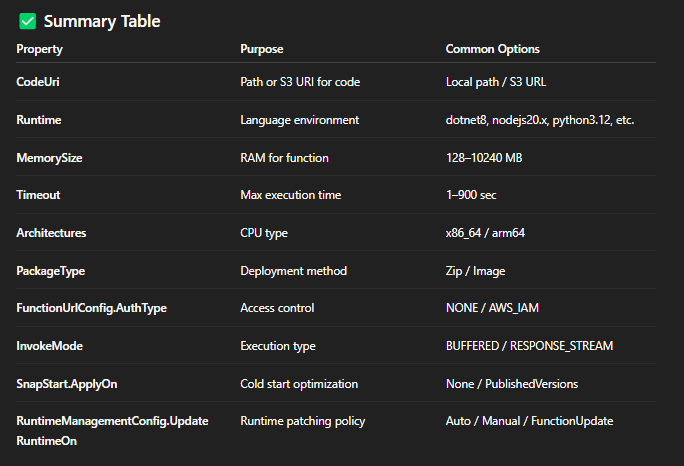 ✅ Summary Table
Property Purpose Common Options
CodeUri Path or S3 URI for code Local path / S3 URL
Runtime Language environment dotnet8, nodejs20.x, python3.12, etc.
MemorySize RAM for function 128–10240 MB
Timeout Max execution time 1–900 sec
Architectures CPU type x86_64 / arm64
PackageType Deployment method Zip / Image
FunctionUrlConfig.AuthType Access control NONE / AWS_IAM
InvokeMode Execution type BUFFERED / RESPONSE_STREAM
SnapStart.ApplyOn Cold start optimization None / PublishedVersions
RuntimeManagementConfig.Update Runtime patching policy Auto / Manual / FunctionUpdate
RuntimeOn